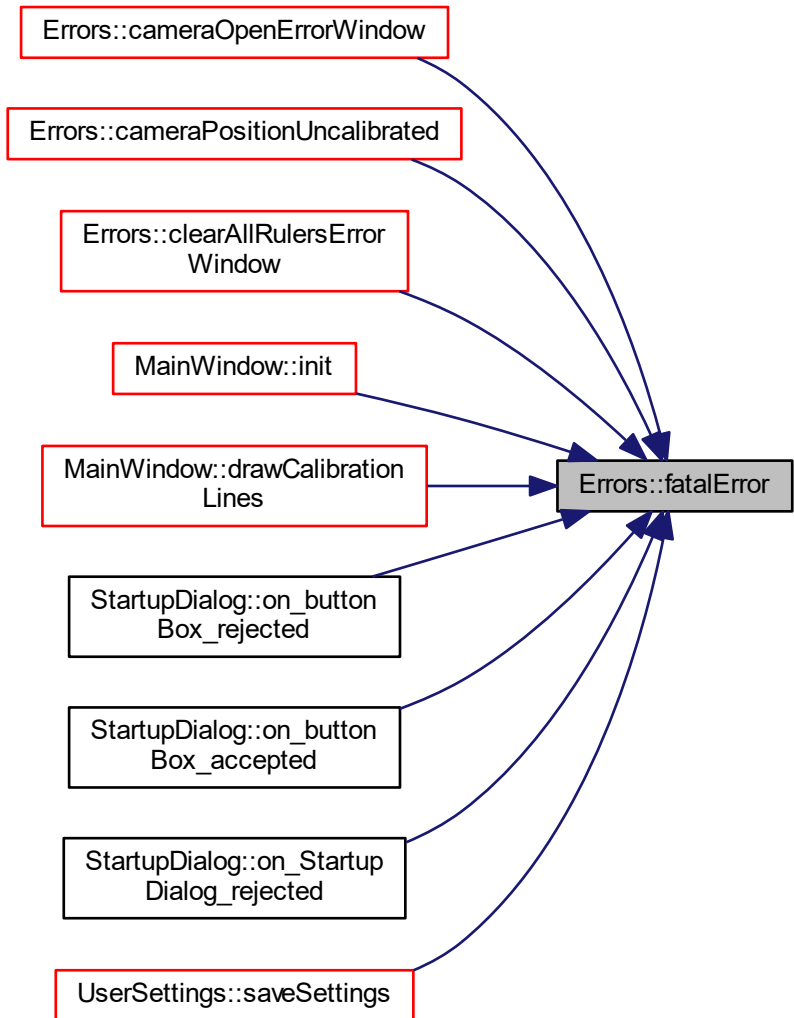 Errors::cameraOpenErrorWindow
Errors::cameraPositionUncalibrated
Errors::clearAllRulersError
Window
MainWindow::init
MainWindow::drawCalibration
Lines
Errors::fatalError
StartupDialog::on_button
Box_rejected
StartupDialog::on_button
Box_accepted
StartupDialog::on_Startup
Dialog_rejected
UserSettings::saveSettings